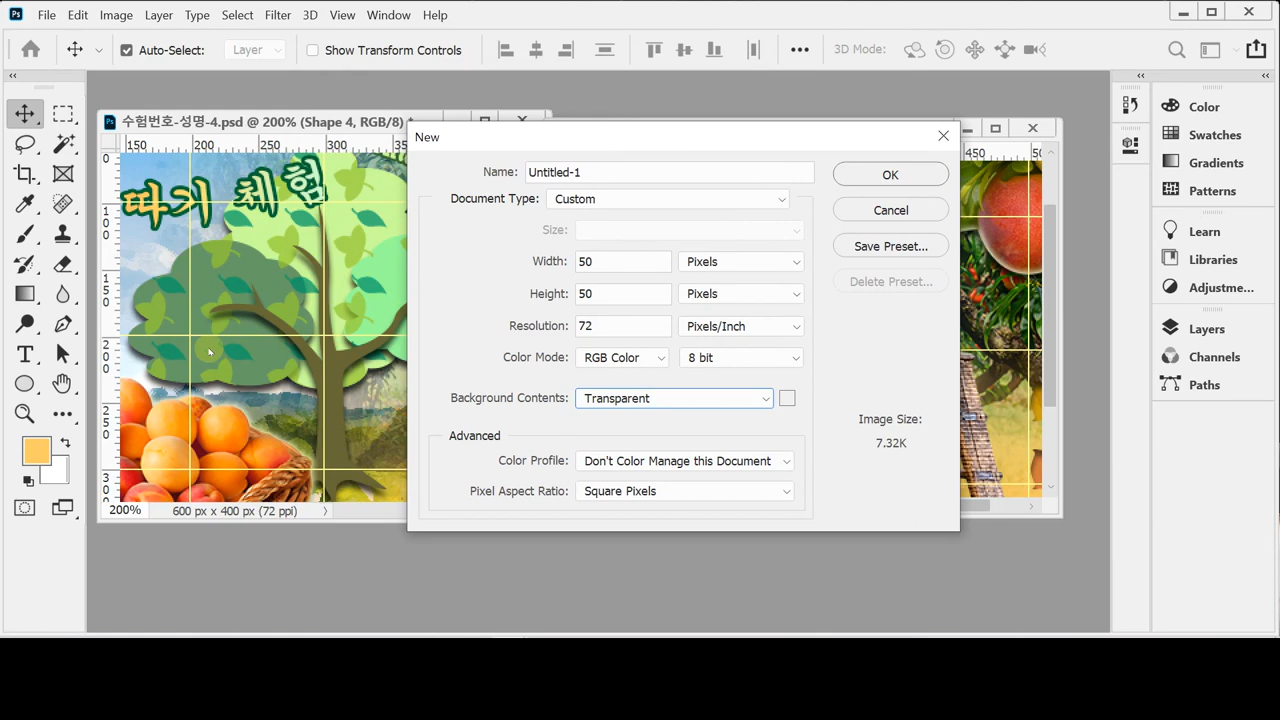 Ps File Edit Image Layer Type Select Filter 3D View Window Help
Auto-Select: Layer Show Transform Controls 3D Mode:
수험번호-성명-4.psd @ 200% (Shape 4, RGB/8) *
150 200 250 300
450
따기 체험
200% 600 px x 400 px (72 ppi)
New
Name: Untitled-1
Document Type: Custom
Size:
Width: 50 Pixels
Height: 50 Pixels
Resolution: 72 Pixels/Inch
Color Mode: RGB Color 8 bit
Background Contents: Transparent
Advanced
Color Profile: Don't Color Manage this Document
Pixel Aspect Ratio: Square Pixels
OK
Cancel
Save Preset...
Delete Preset...
Image Size:
7.32K
Color
Swatches
Gradients
Patterns
Learn
Libraries
Adjustme...
Layers
Channels
Paths